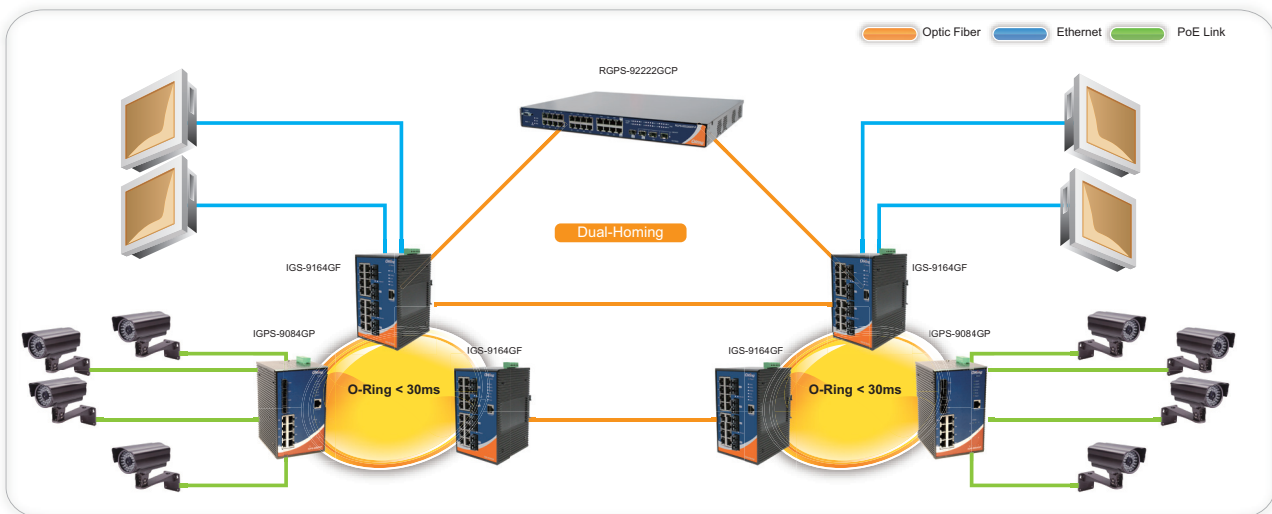 Optic Fiber Ethernet PoE Link
RGPS-92222GCP
Dual-Homing
IGS-9164GF
IGS-9164GF
IGPS-9084GP
IGS-9164GF
IGS-9164GF
IGPS-9084GP
O-Ring < 30ms
O-Ring < 30ms